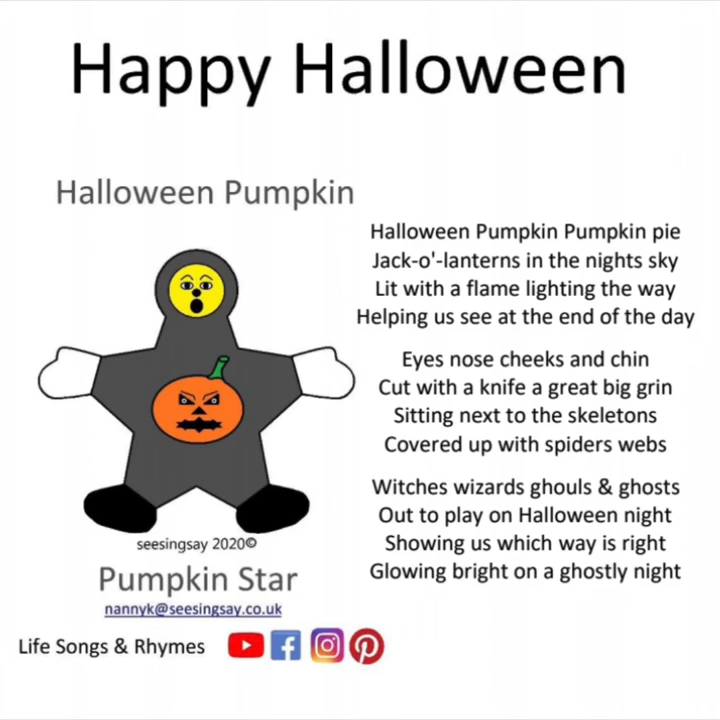 Happy Halloween
Halloween Pumpkin
Halloween Pumpkin Pumpkin pie
Jack-o'-lanterns in the nights sky
Lit with a flame lighting the way
Helping us see at the end of the day
Eyes nose cheeks and chin
Cut with a knife a great big grin
Sitting next to the skeletons
Covered up with spiders webs
Witches wizards ghouls & ghosts
Out to play on Halloween night
Showing us which way is right
Glowing bright on a ghostly night
seesingsay 2020©
Pumpkin Star
nannyk@seesingsay.co.uk
Life Songs & Rhymes